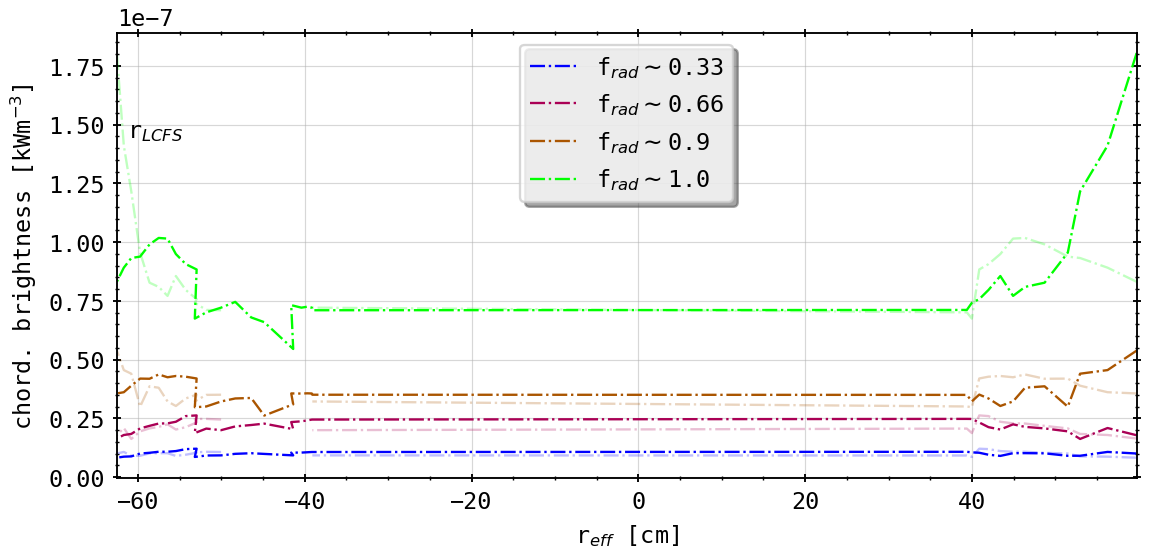 1e−7
chord. brightness [kWm⁻³]
1.75
1.50
1.25
1.00
0.75
0.50
0.25
0.00
r_LCFS
f_rad ∼ 0.33
f_rad ∼ 0.66
f_rad ∼ 0.9
f_rad ∼ 1.0
−60 −40 −20 0 20 40
r_eff [cm]